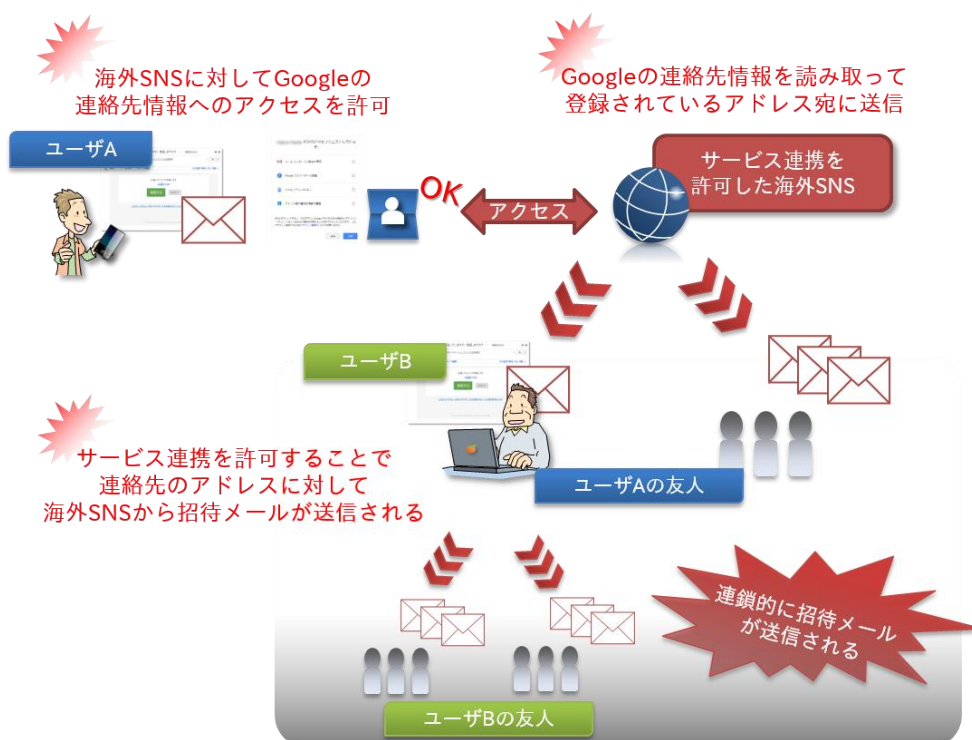 海外SNSに対してGoogleの
連絡先情報へのアクセスを許可
Googleの連絡先情報を読み取って
登録されているアドレス宛に送信
ユーザA
サービス連携を
許可した海外SNS
OK
アクセス
ユーザB
サービス連携を許可することで
連絡先のアドレスに対して
海外SNSから招待メールが送信される
ユーザAの友人
連鎖的に招待メール
が送信される
ユーザBの友人